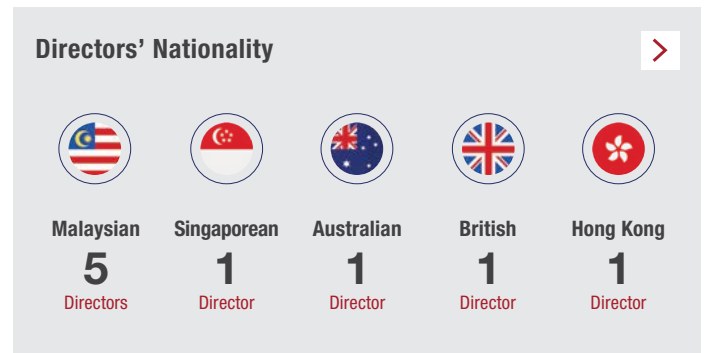 Directors’ Nationality
Malaysian Singaporean Australian British Hong Kong
5 1 1 1 1
Directors Director Director Director Director